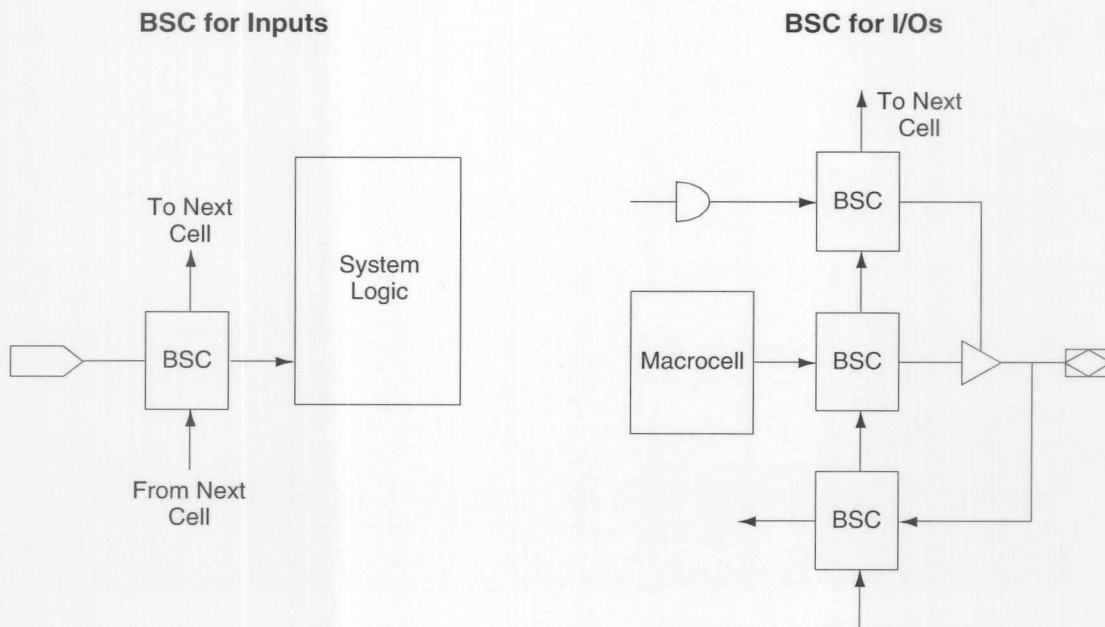 BSC for Inputs
To Next
Cell
System
Logic
BSC
From Next
Cell
BSC for I/Os
To Next
Cell
BSC
Macrocell
BSC
BSC